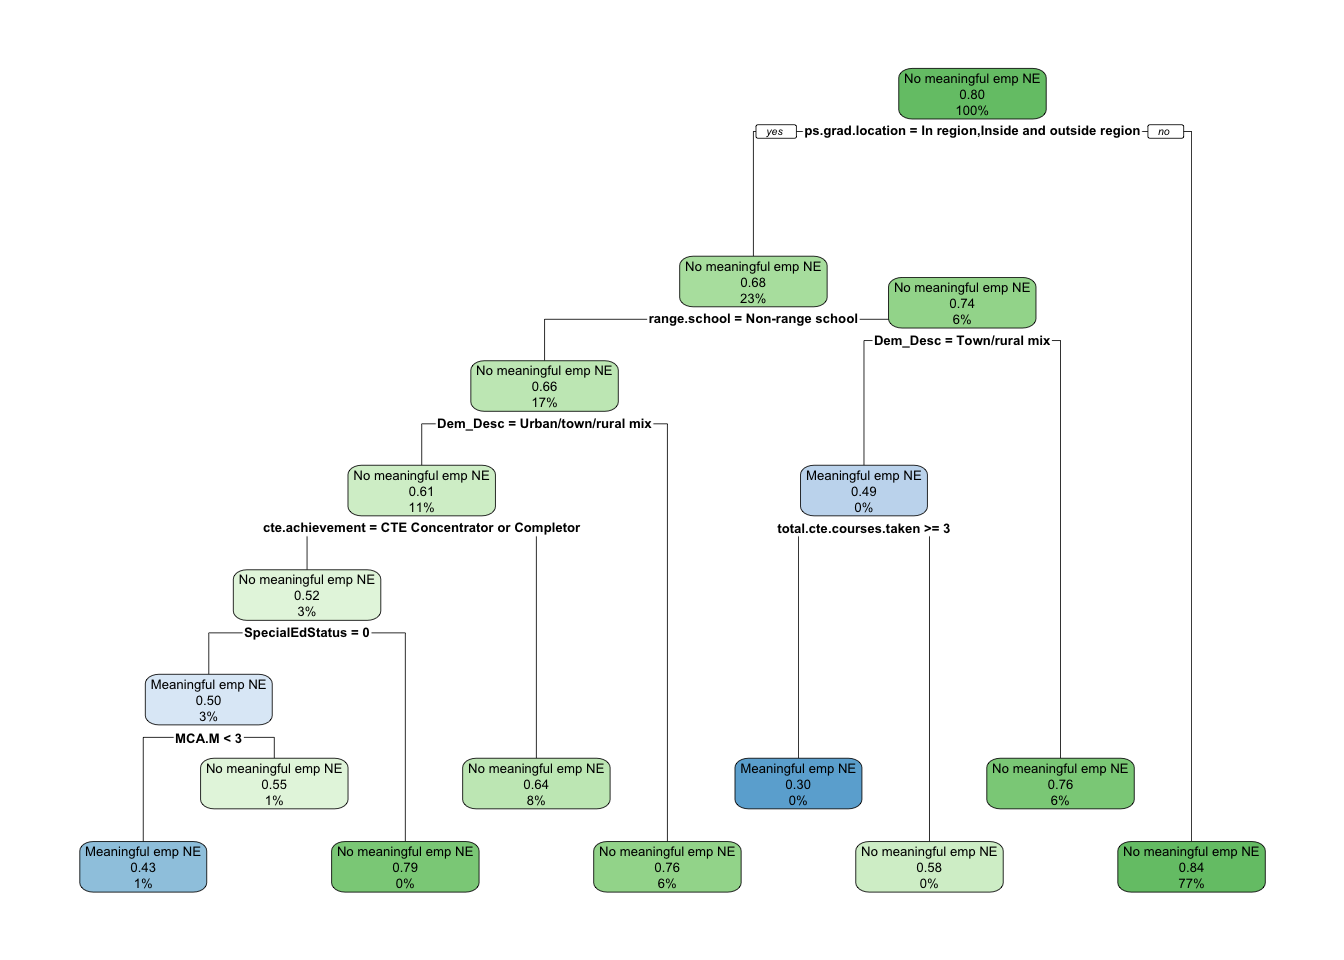 No meaningful emp NE
0.80
100%
yes
ps.grad.location = In region,Inside and outside region
no
No meaningful emp NE
0.68
23%
range.school = Non-range school
No meaningful emp NE
0.74
6%
Dem_Desc = Town/rural mix
No meaningful emp NE
0.66
17%
Dem_Desc = Urban/town/rural mix
No meaningful emp NE
0.61
11%
cte.achievement = CTE Concentrator or Completor
Meaningful emp NE
0.49
0%
total.cte.courses.taken >= 3
No meaningful emp NE
0.52
3%
SpecialEdStatus = 0
Meaningful emp NE
0.50
3%
MCA.M < 3
No meaningful emp NE
0.55
1%
No meaningful emp NE
0.64
8%
Meaningful emp NE
0.30
0%
No meaningful emp NE
0.76
6%
Meaningful emp NE
0.43
1%
No meaningful emp NE
0.79
0%
No meaningful emp NE
0.76
6%
No meaningful emp NE
0.58
0%
No meaningful emp NE
0.84
77%